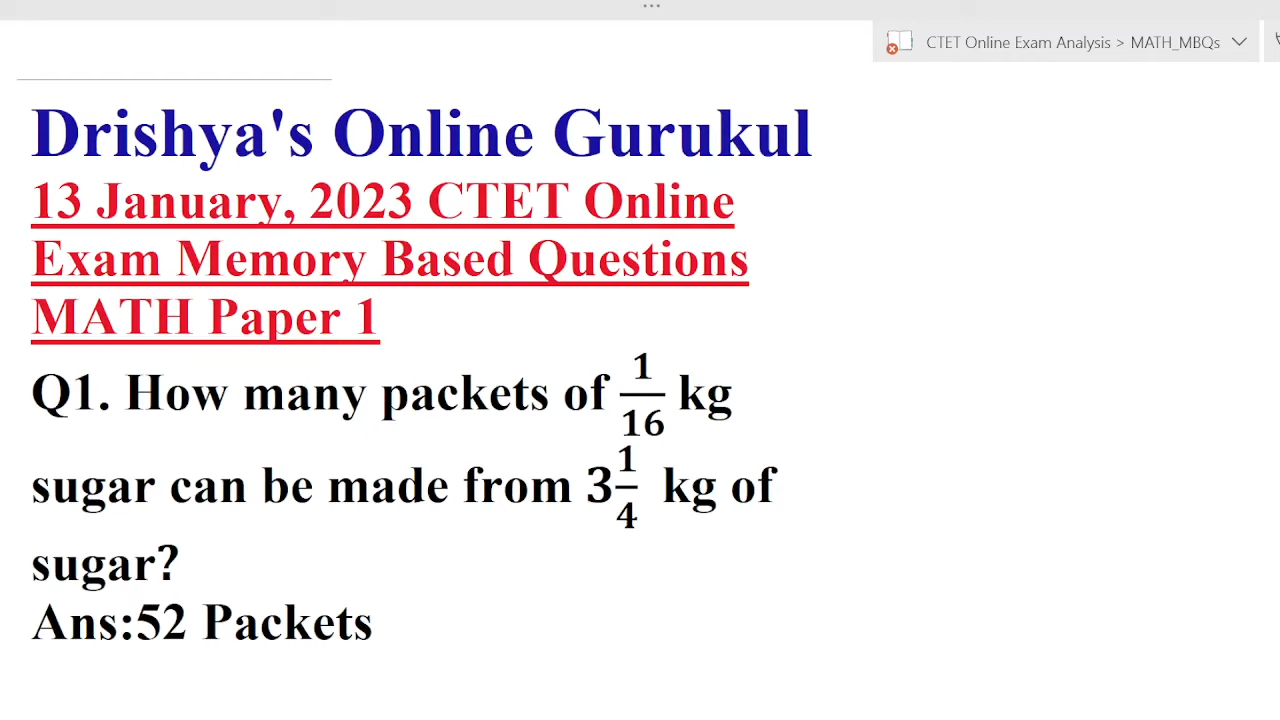 ...
CTET Online Exam Analysis > MATH_MBQs
Drishya's Online Gurukul
13 January, 2023 CTET Online
Exam Memory Based Questions
MATH Paper 1
Q1. How many packets of 1/16 kg
sugar can be made from 3 1/4 kg of
sugar?
Ans:52 Packets